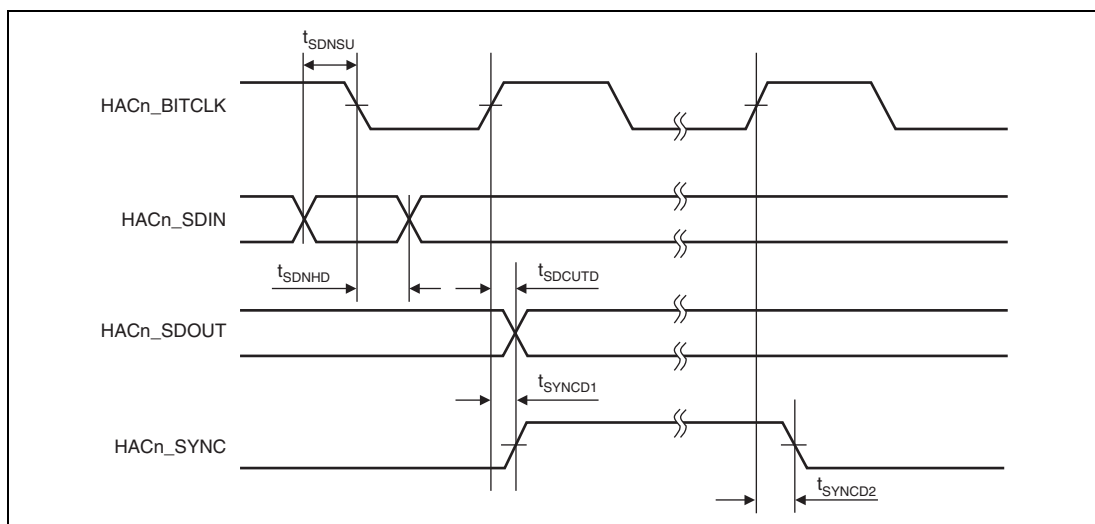 tSDNSU
HACn_BITCLK
HACn_SDIN
tSDNHD
tSDCUTD
HACn_SDOUT
tSYNCD1
HACn_SYNC
tSYNCD2